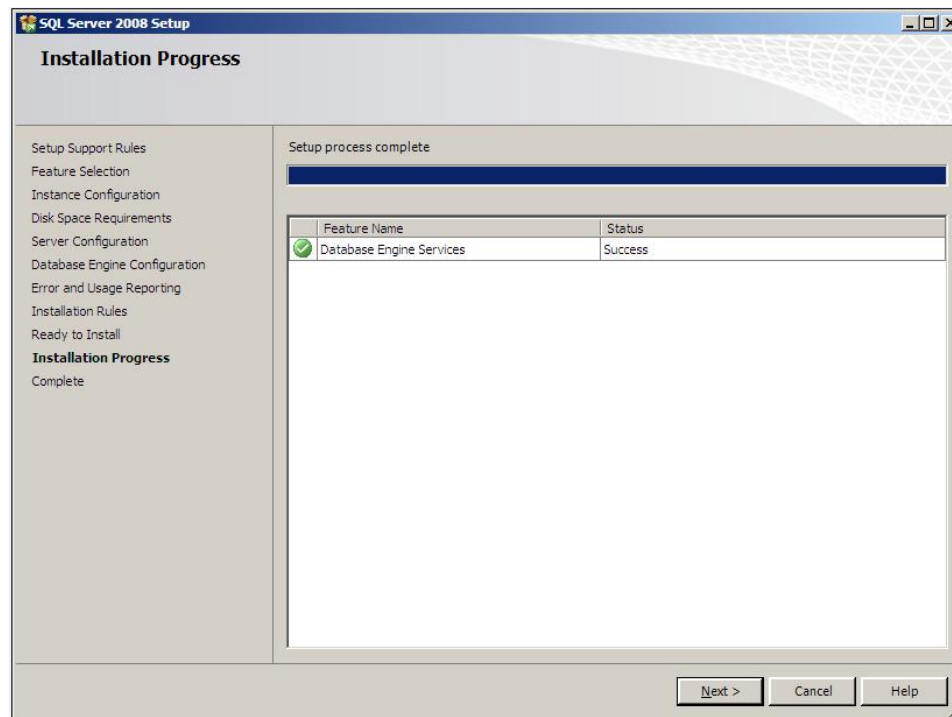 SQL Server 2008 Setup
Installation Progress
Setup Support Rules
Feature Selection
Instance Configuration
Disk Space Requirements
Server Configuration
Database Engine Configuration
Error and Usage Reporting
Installation Rules
Ready to Install
Installation Progress
Complete
Setup process complete
Feature Name Status
Database Engine Services Success
Next > Cancel Help